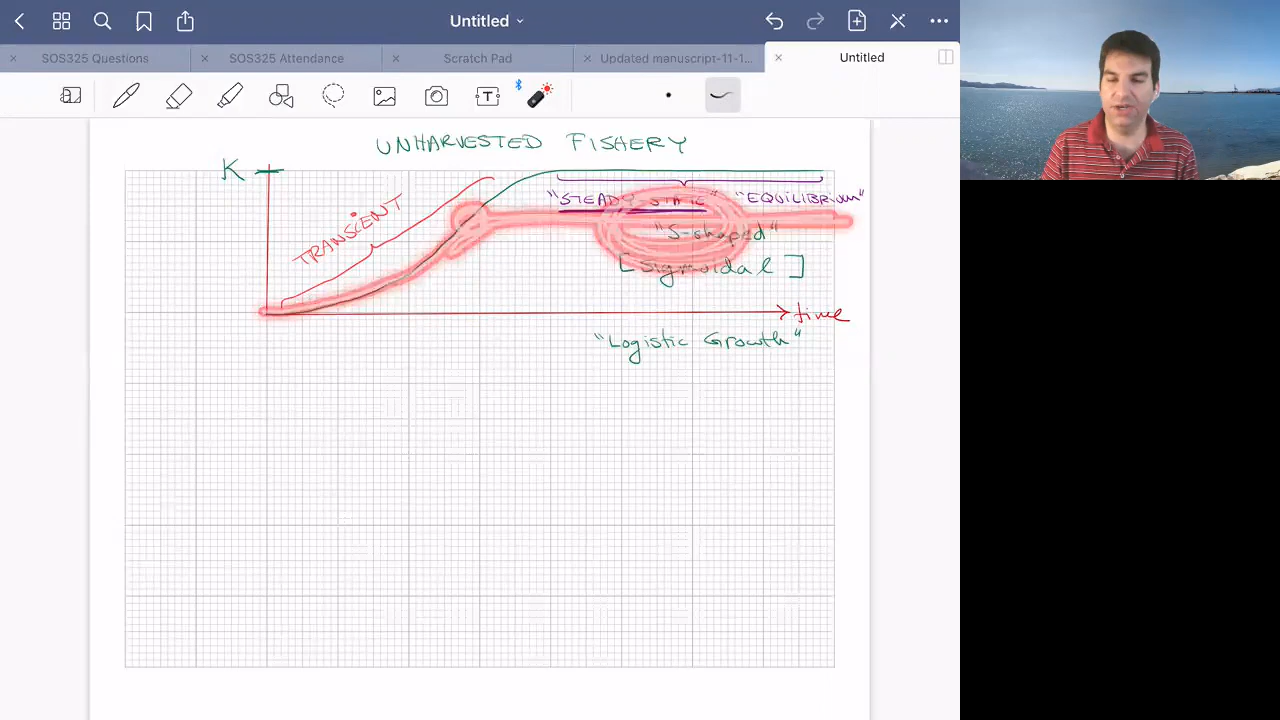 Untitled
SOS325 Questions
SOS325 Attendance
Scratch Pad
Updated manuscript-11-1...
Untitled
UNHARVESTED FISHERY
K
TRANSIENT
"STEADY-STATE" "EQUILIBRIUM"
"S-shaped"
[Sigmoidal]
time
"Logistic Growth"